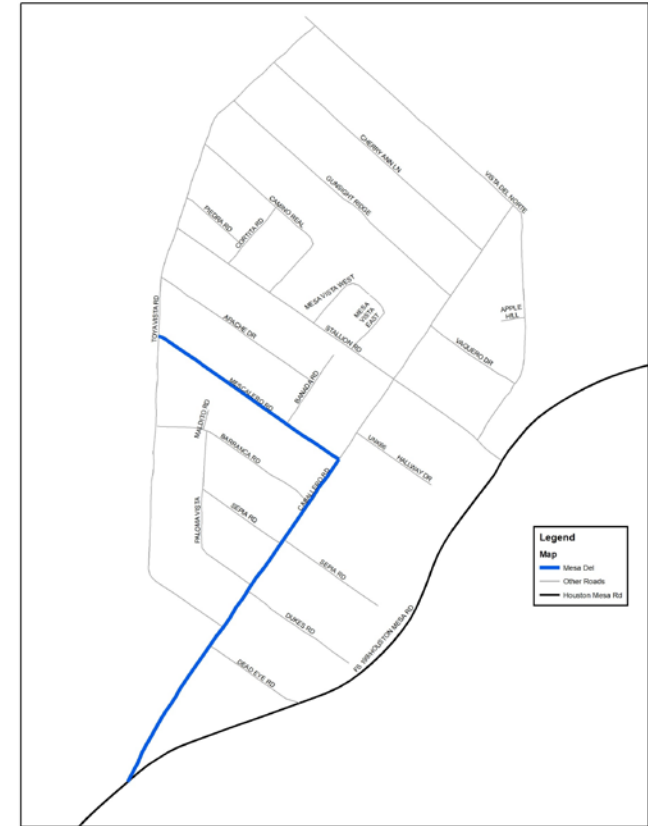 CHERRY ANN LN
VISTA DEL NORTE
GUNSIGHT RIDGE
CAMINO REAL
PIEDRA RD
CORTITA RD
MESA VISTA WEST
MESA
VISTA
EAST
APPLE
HILL
TOYA VISTA RD
APACHE DR
STALLION RD
VAQUERO DR
MESCALERO RD
BANADA RD
MALDITO RD
BARRANCA RD
HALLWAY DR
CABALLERO RD
PALOMA VISTA
SEPIA RD
SEPIA RD
DUKES RD
DEAD EYE RD
FS 199/HOUSTON MESA RD
Legend
Map
Mesa Del
Other Roads
Houston Mesa Rd